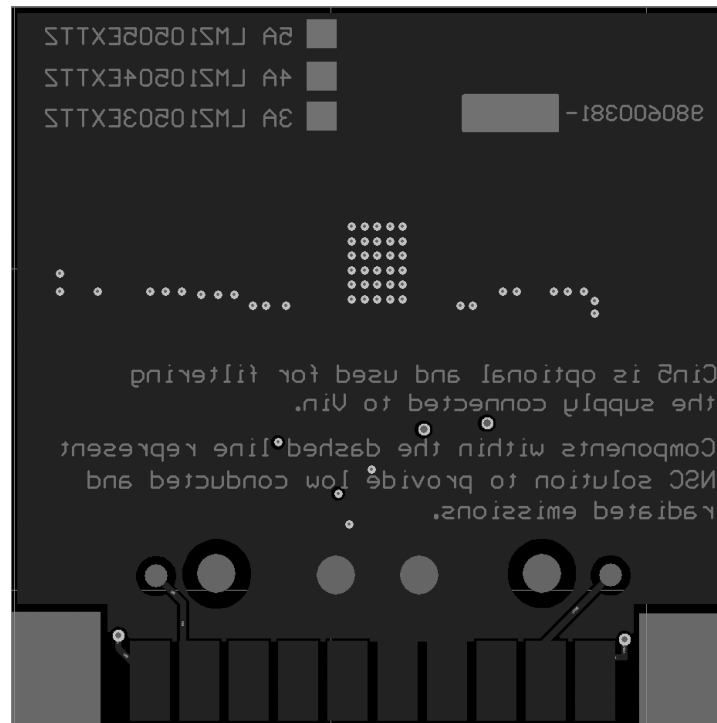 5A LMZ10505EXTTZ
4A LMZ10504EXTTZ
3A LMZ10503EXTTZ
980600381-
Cin5 is optional and used for filtering
the supply connected to Vin.
Components within the dashed line represent
NSC solution to provide low conducted and
radiated emissions.